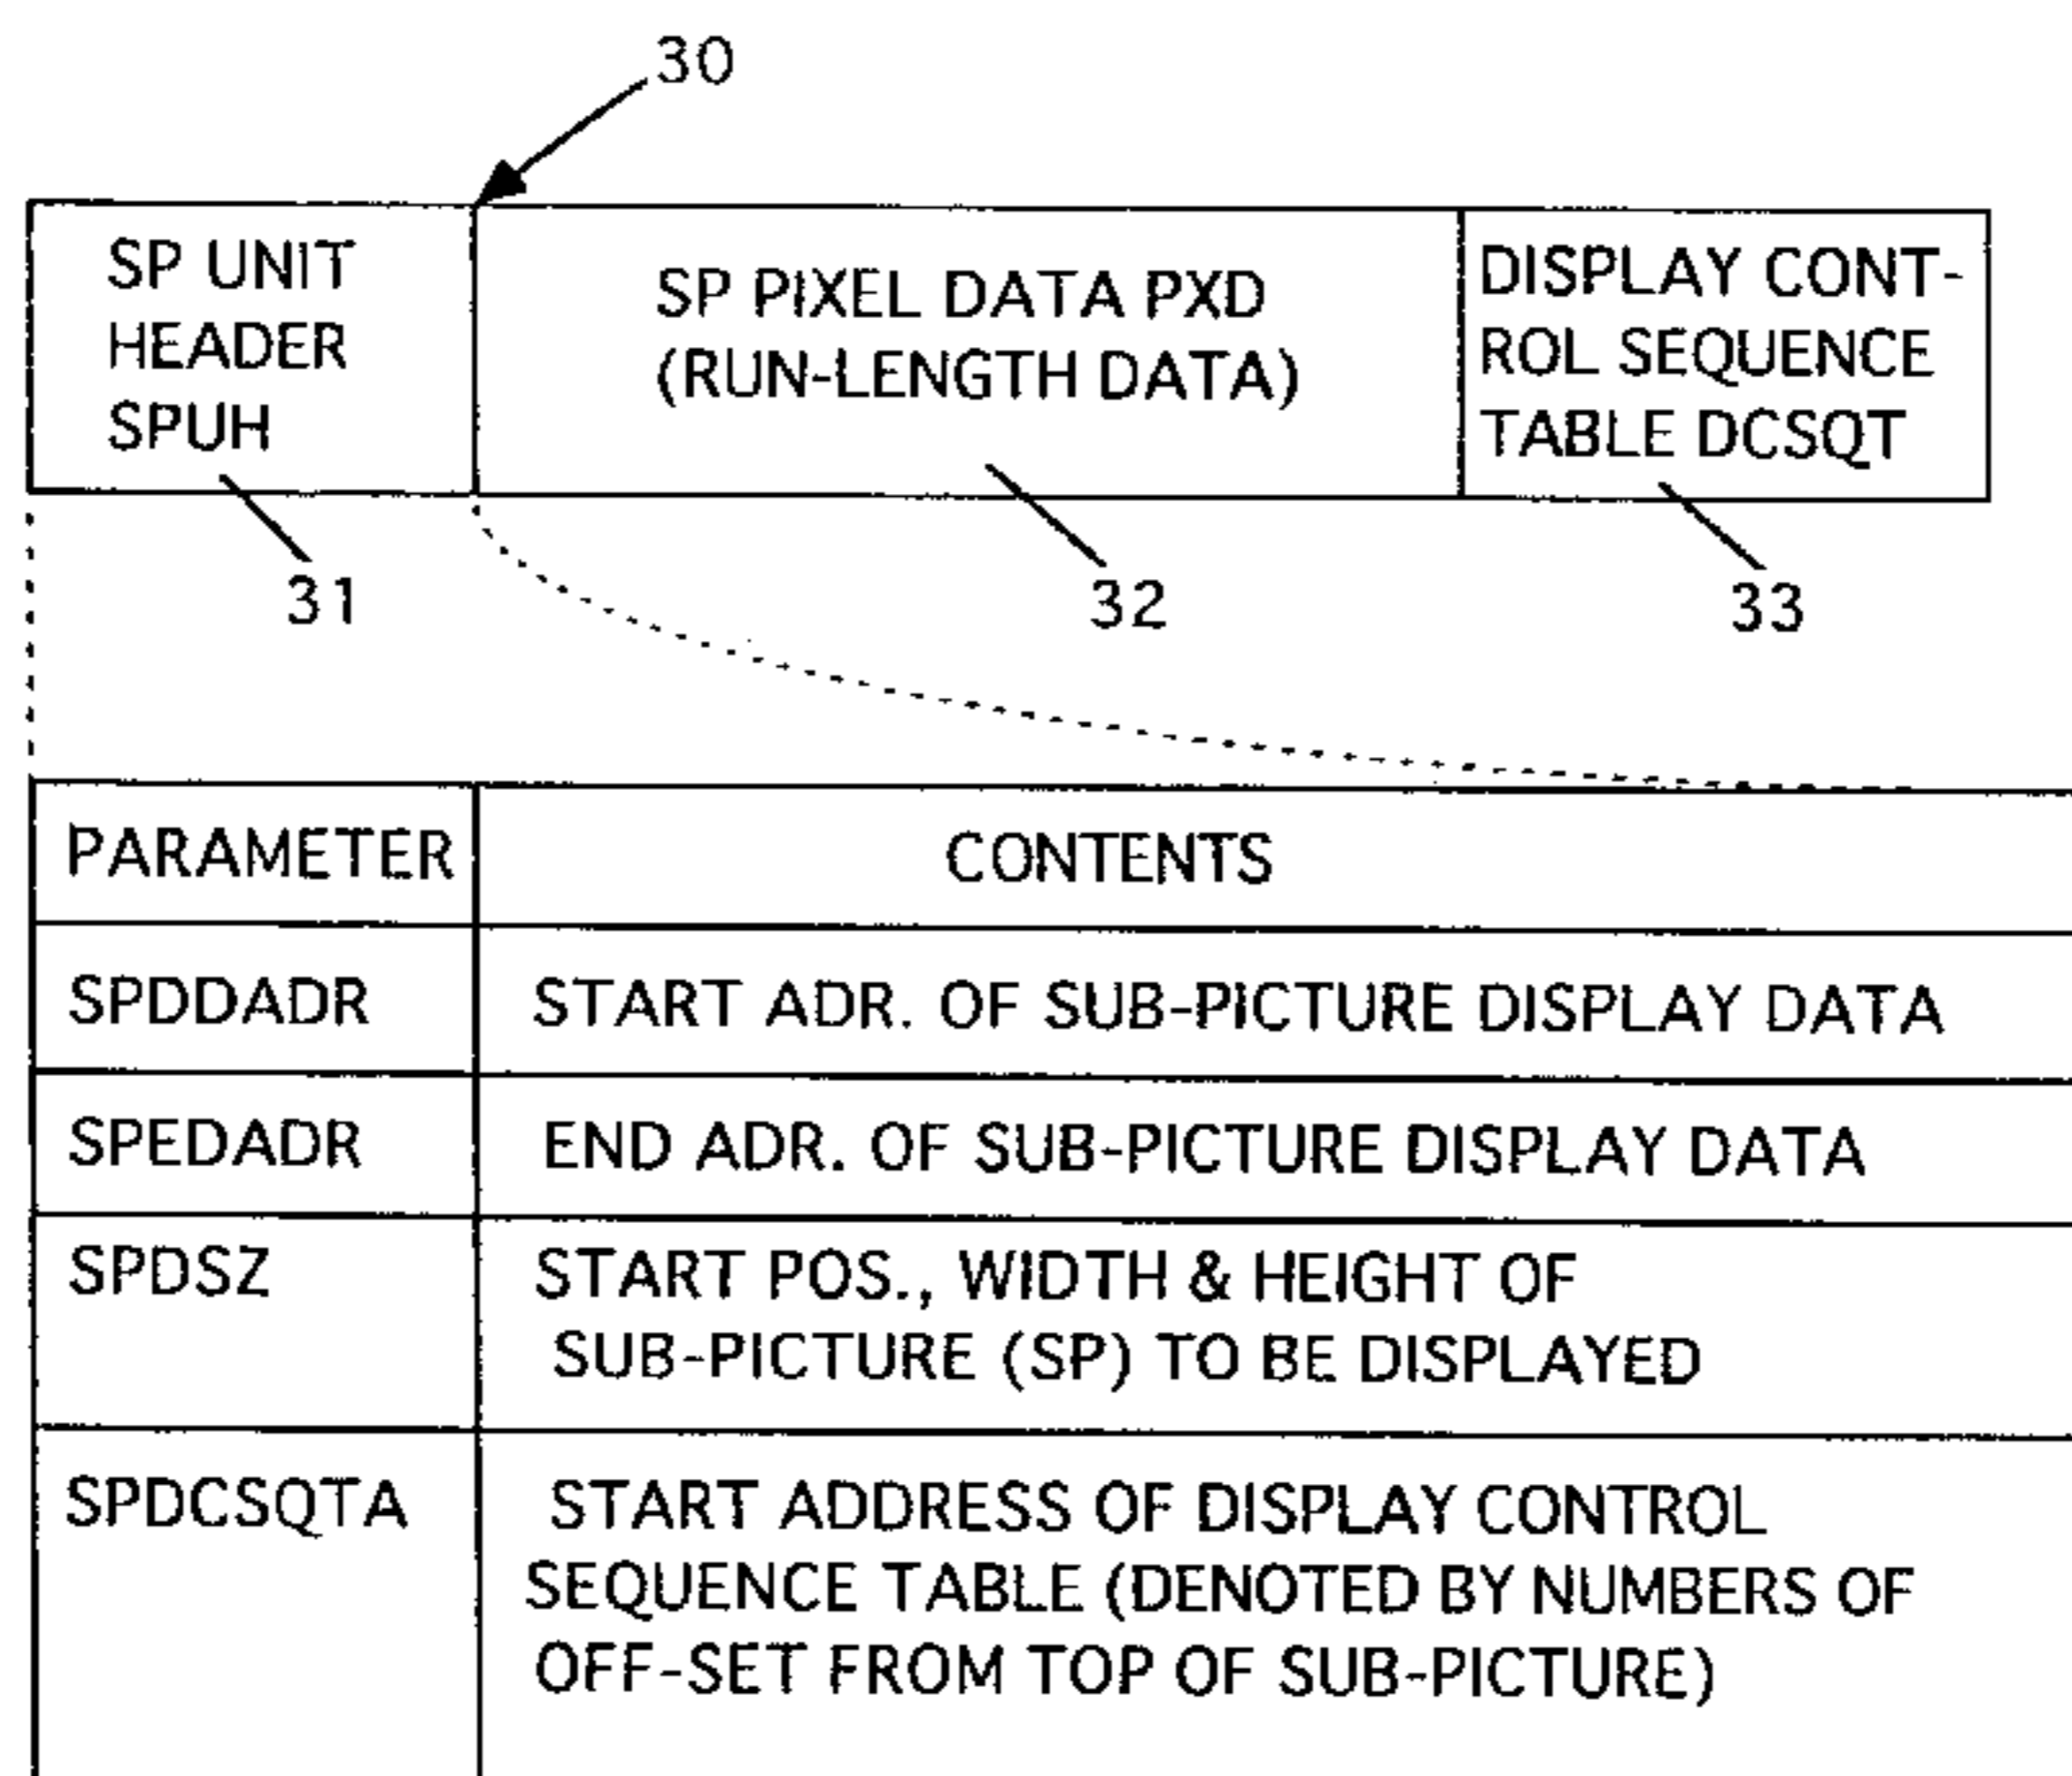 30
SP UNIT
HEADER
SPUH
SP PIXEL DATA PXD
(RUN-LENGTH DATA)
DISPLAY CONT-
ROL SEQUENCE
TABLE DCSQT
31
32
33
PARAMETER
CONTENTS
SPDDADR
START ADR. OF SUB-PICTURE DISPLAY DATA
SPEDADR
END ADR. OF SUB-PICTURE DISPLAY DATA
SPDSZ
START POS., WIDTH & HEIGHT OF
SUB-PICTURE (SP) TO BE DISPLAYED
SPDCSQTA
START ADDRESS OF DISPLAY CONTROL
SEQUENCE TABLE (DENOTED BY NUMBERS OF
OFF-SET FROM TOP OF SUB-PICTURE)